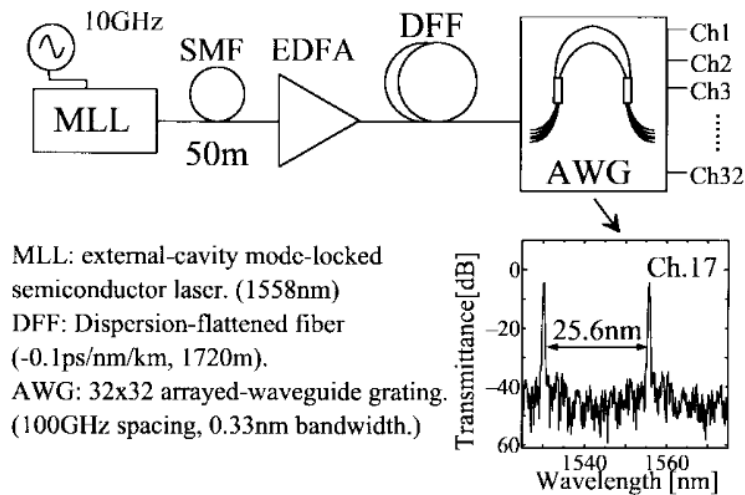 10GHz
SMF
EDFA
DFF
MLL
50m
AWG
Ch1
Ch2
Ch3
Ch32
MLL: external-cavity mode-locked
semiconductor laser. (1558nm)
DFF: Dispersion-flattened fiber
(-0.1ps/nm/km, 1720m).
AWG: 32x32 arrayed-waveguide grating.
(100GHz spacing, 0.33nm bandwidth.)
Transmittance[dB]
0
-20
-40
60
Ch.17
25.6nm
1540
1560
Wavelength [nm]